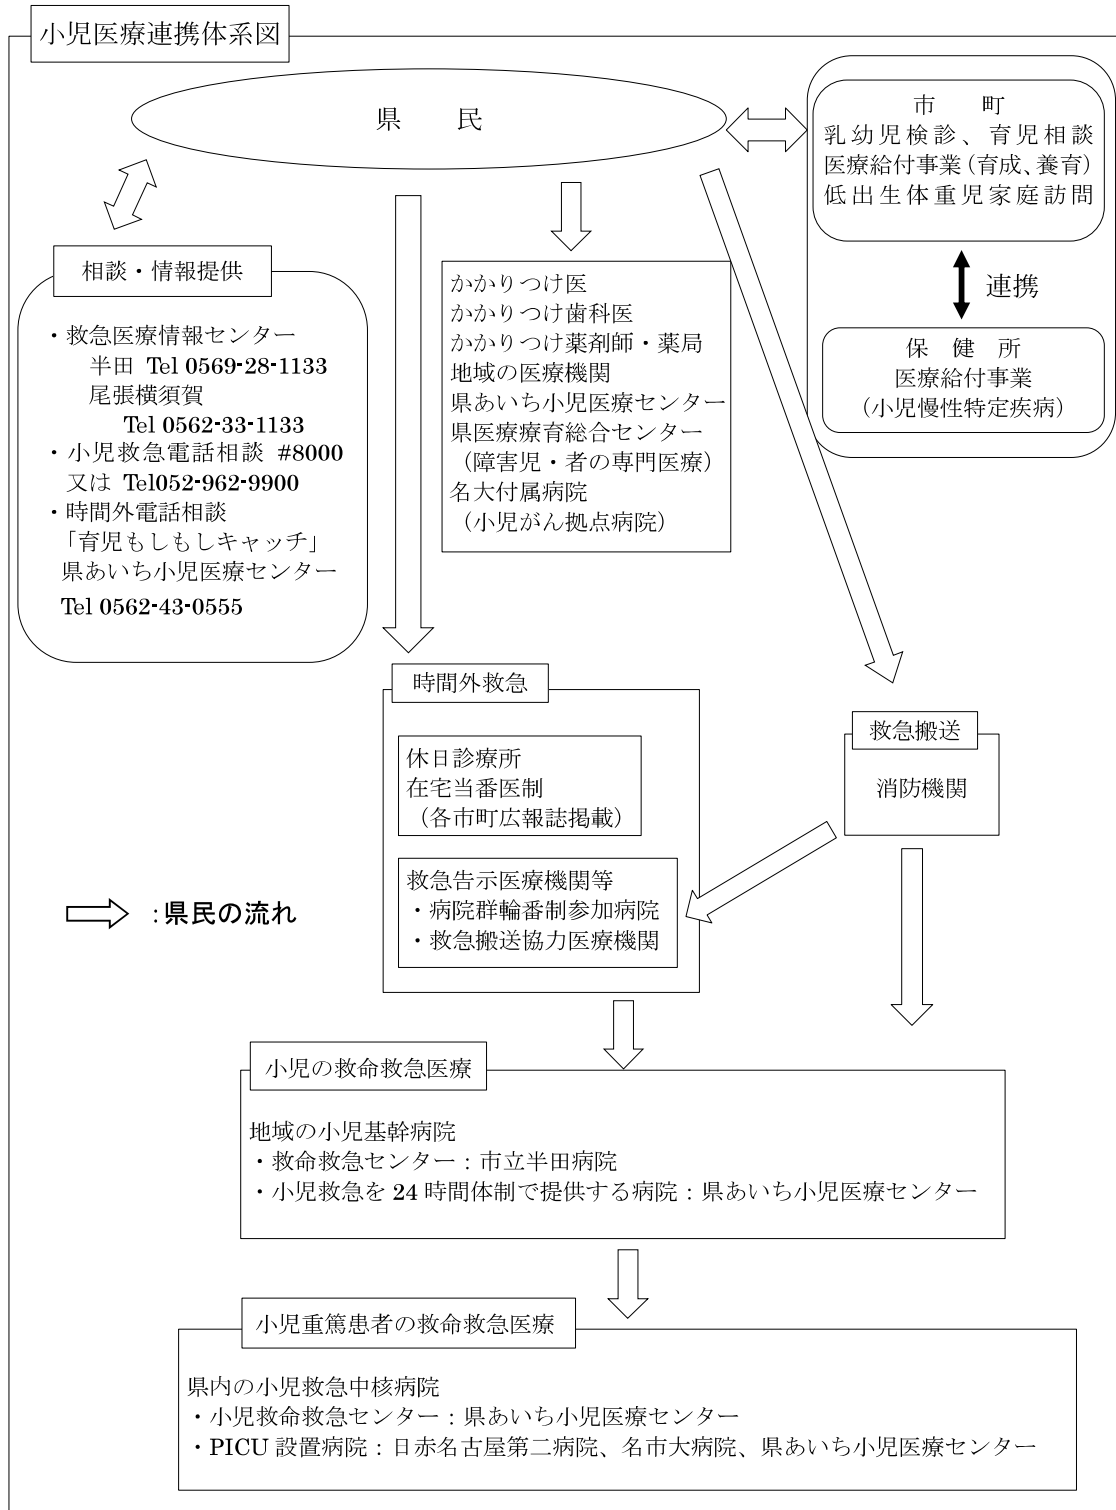 小児医療連携体系図
県　　民
市　　町
乳幼児検診、育児相談
医療給付事業（育成、養育）
低出生体重児家庭訪問
連携
保　健　所
医療給付事業
（小児慢性特定疾病）
相談・情報提供
・救急医療情報センター
半田 Tel 0569-28-1133
尾張横須賀
Tel 0562-33-1133
・小児救急電話相談 #8000
又は Tel052-962-9900
・時間外電話相談
「育児もしもしキャッチ」
県あいち小児医療センター
Tel 0562-43-0555
かかりつけ医
かかりつけ歯科医
かかりつけ薬剤師・薬局
地域の医療機関
県あいち小児医療センター
県医療療育総合センター
（障害児・者の専門医療）
名大付属病院
（小児がん拠点病院）
時間外救急
休日診療所
在宅当番医制
（各市町広報誌掲載）
救急告示医療機関等
・病院群輪番制参加病院
・救急搬送協力医療機関
救急搬送
消防機関
：県民の流れ
小児の救命救急医療
地域の小児基幹病院
・救命救急センター：市立半田病院
・小児救急を 24 時間体制で提供する病院：県あいち小児医療センター
小児重篤患者の救命救急医療
県内の小児救急中核病院
・小児救命救急センター：県あいち小児医療センター
・PICU 設置病院：日赤名古屋第二病院、名市大病院、県あいち小児医療センター